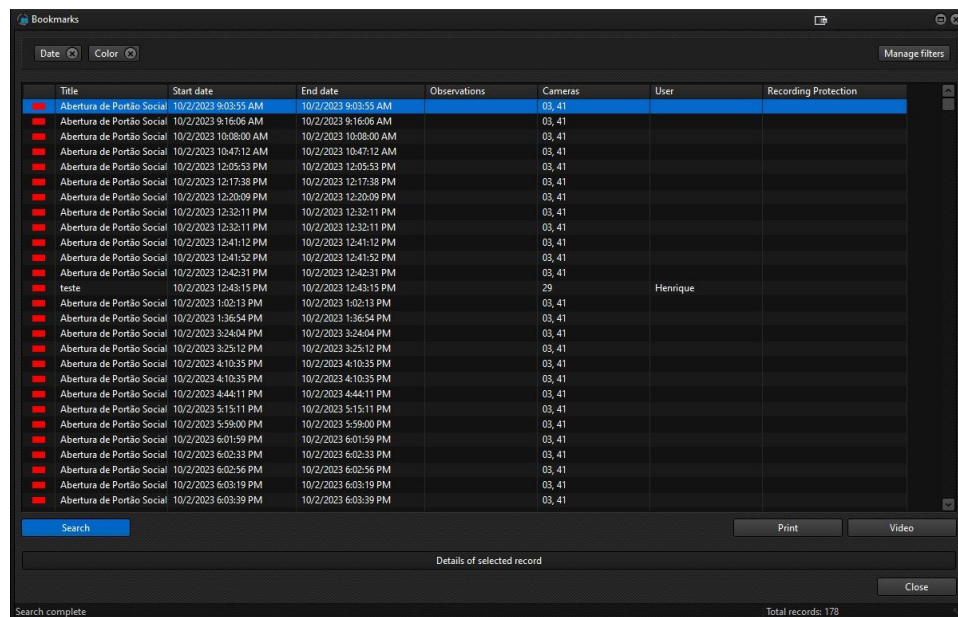 Bookmarks
Date Color Manage filters
Title Start date End date Observations Cameras User Recording Protection
Abertura de Portão Social 10/2/2023 9:03:55 AM 10/2/2023 9:03:55 AM 03, 41
Abertura de Portão Social 10/2/2023 9:16:06 AM 10/2/2023 9:16:06 AM 03, 41
Abertura de Portão Social 10/2/2023 10:08:00 AM 10/2/2023 10:08:00 AM 03, 41
Abertura de Portão Social 10/2/2023 10:47:12 AM 10/2/2023 10:47:12 AM 03, 41
Abertura de Portão Social 10/2/2023 12:05:53 PM 10/2/2023 12:05:53 PM 03, 41
Abertura de Portão Social 10/2/2023 12:17:38 PM 10/2/2023 12:17:38 PM 03, 41
Abertura de Portão Social 10/2/2023 12:20:09 PM 10/2/2023 12:20:09 PM 03, 41
Abertura de Portão Social 10/2/2023 12:32:11 PM 10/2/2023 12:32:11 PM 03, 41
Abertura de Portão Social 10/2/2023 12:32:11 PM 10/2/2023 12:32:11 PM 03, 41
Abertura de Portão Social 10/2/2023 12:41:12 PM 10/2/2023 12:41:12 PM 03, 41
Abertura de Portão Social 10/2/2023 12:41:52 PM 10/2/2023 12:41:52 PM 03, 41
Abertura de Portão Social 10/2/2023 12:42:31 PM 10/2/2023 12:42:31 PM 03, 41
teste 10/2/2023 12:43:15 PM 10/2/2023 12:43:15 PM 29 Henrique
Abertura de Portão Social 10/2/2023 1:02:13 PM 10/2/2023 1:02:13 PM 03, 41
Abertura de Portão Social 10/2/2023 1:36:54 PM 10/2/2023 1:36:54 PM 03, 41
Abertura de Portão Social 10/2/2023 3:24:04 PM 10/2/2023 3:24:04 PM 03, 41
Abertura de Portão Social 10/2/2023 3:25:12 PM 10/2/2023 3:25:12 PM 03, 41
Abertura de Portão Social 10/2/2023 4:10:35 PM 10/2/2023 4:10:35 PM 03, 41
Abertura de Portão Social 10/2/2023 4:10:35 PM 10/2/2023 4:10:35 PM 03, 41
Abertura de Portão Social 10/2/2023 4:44:11 PM 10/2/2023 4:44:11 PM 03, 41
Abertura de Portão Social 10/2/2023 5:15:11 PM 10/2/2023 5:15:11 PM 03, 41
Abertura de Portão Social 10/2/2023 5:59:00 PM 10/2/2023 5:59:00 PM 03, 41
Abertura de Portão Social 10/2/2023 6:01:59 PM 10/2/2023 6:01:59 PM 03, 41
Abertura de Portão Social 10/2/2023 6:02:33 PM 10/2/2023 6:02:33 PM 03, 41
Abertura de Portão Social 10/2/2023 6:02:56 PM 10/2/2023 6:02:56 PM 03, 41
Abertura de Portão Social 10/2/2023 6:03:19 PM 10/2/2023 6:03:19 PM 03, 41
Abertura de Portão Social 10/2/2023 6:03:39 PM 10/2/2023 6:03:39 PM 03, 41
Search Print Video
Details of selected record
Close
Search complete Total records: 178